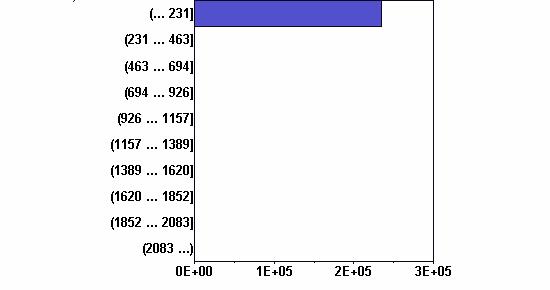 (... 231]
(231 ... 463]
(463 ... 694]
(694 ... 926]
(926 ... 1157]
(1157 ... 1389]
(1389 ... 1620]
(1620 ... 1852]
(1852 ... 2083]
(2083 ...)
0E+00 1E+05 2E+05 3E+05